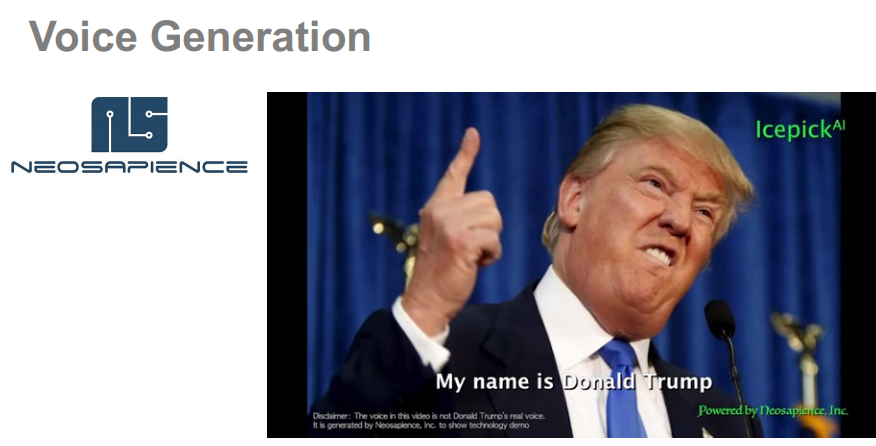 Voice Generation
NEOSAPIENCE
IcepickAI
My name is Donald Trump
Powered by Neosapience, Inc.
Disclaimer: The voice in this video is not Donald Trump's real voice.
It is generated by Neosapience, Inc. to show technology demo